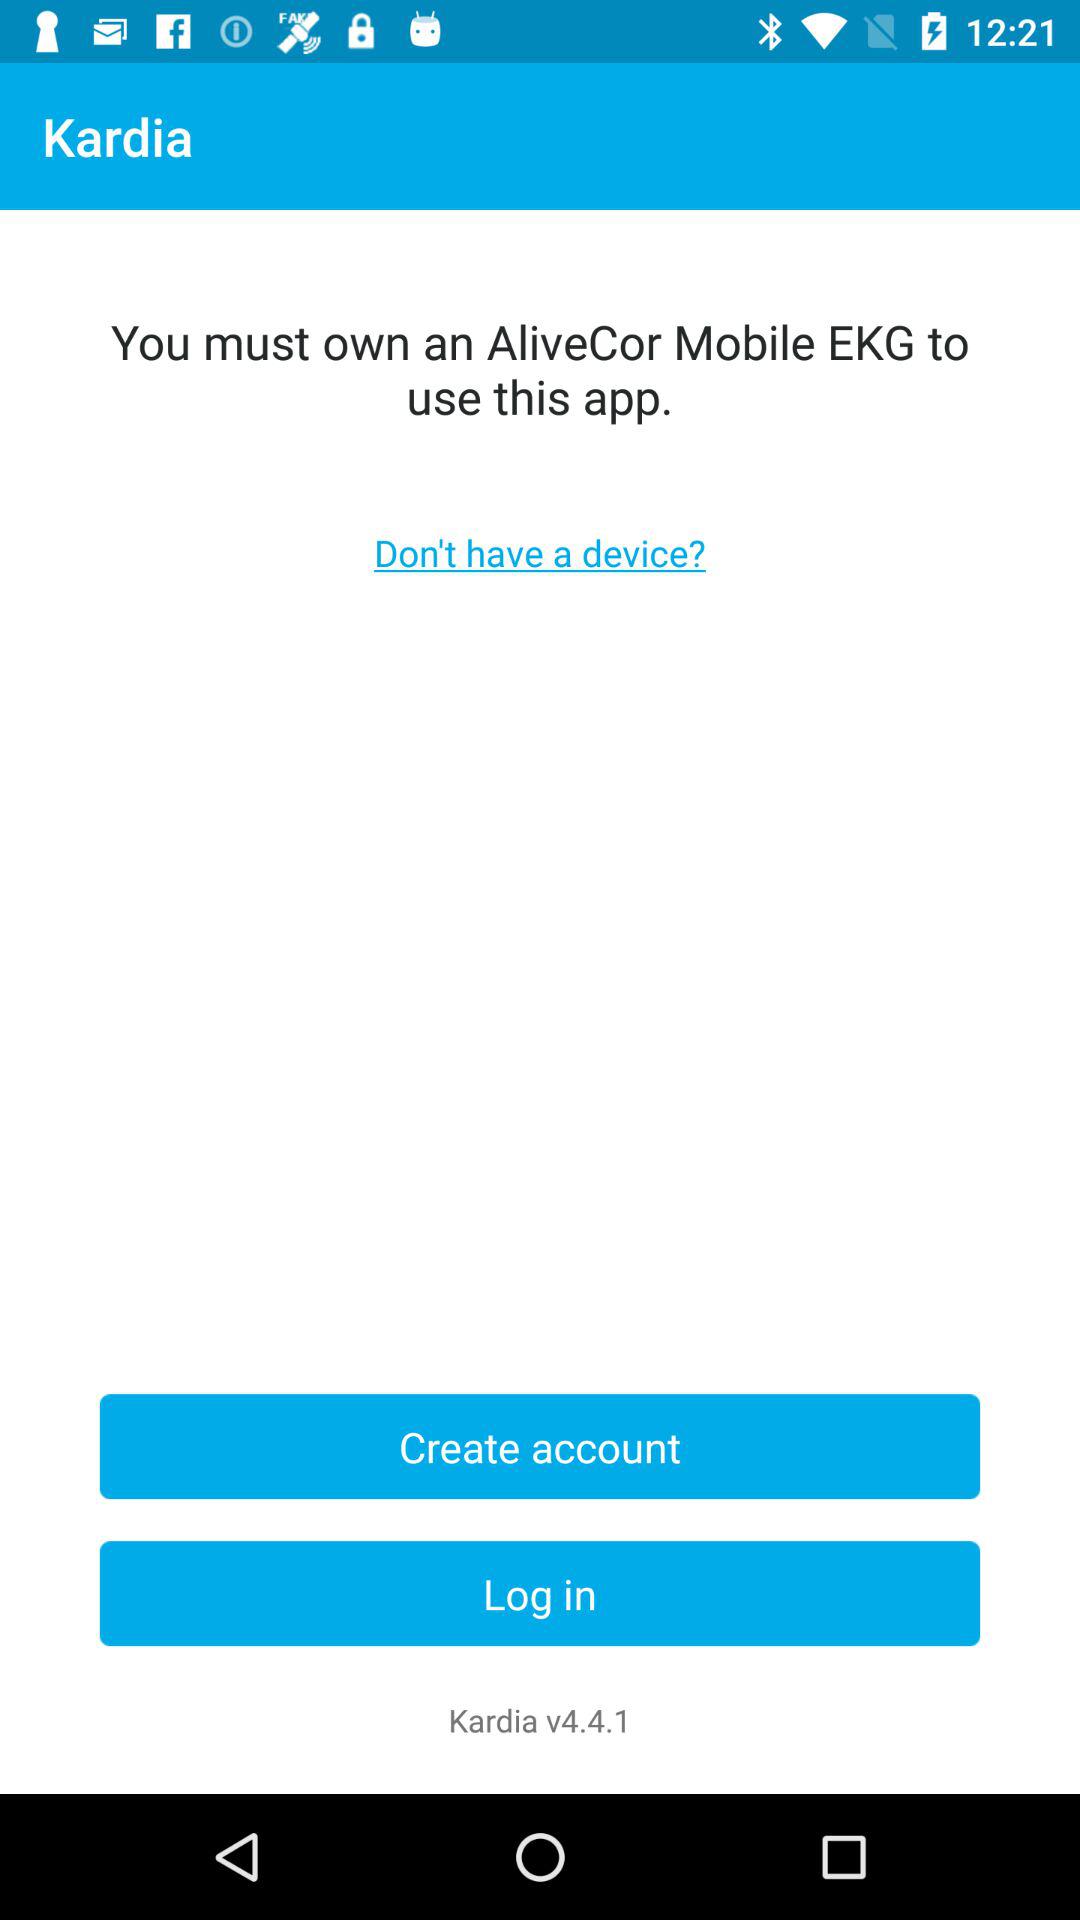 FAKE
12:21
Kardia
You must own an AliveCor Mobile EKG to
use this app.
Don't have a device?
Create account
Log in
Kardia v4.4.1